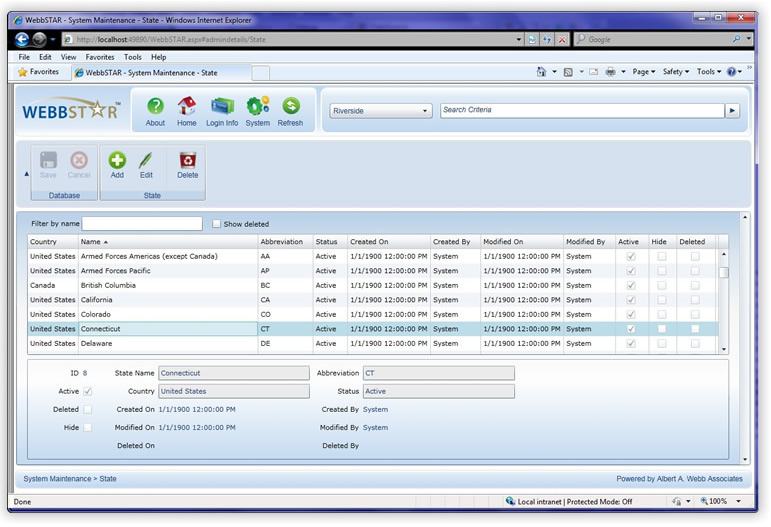 WebbSTAR - System Maintenance - State - Windows Internet Explorer
http://localhost:49890/WebbSTAR.aspx#admindetails/State
Google
File Edit View Favorites Tools Help
Favorites WebbSTAR - System Maintenance - State Page Safety Tools
WEBBSTAR™ About Home Login Info System Refresh Riverside Search Criteria
Save Cancel Add Edit Delete
Database State
Filter by name Show deleted
Country Name Abbreviation Status Created On Created By Modified On Modified By Active Hide Deleted
United States Armed Forces Americas (except Canada) AA Active 1/1/1900 12:00:00 PM System 1/1/1900 12:00:00 PM System
United States Armed Forces Pacific AP Active 1/1/1900 12:00:00 PM System 1/1/1900 12:00:00 PM System
Canada British Columbia BC Active 1/1/1900 12:00:00 PM System 1/1/1900 12:00:00 PM System
United States California CA Active 1/1/1900 12:00:00 PM System 1/1/1900 12:00:00 PM System
United States Colorado CO Active 1/1/1900 12:00:00 PM System 1/1/1900 12:00:00 PM System
United States Connecticut CT Active 1/1/1900 12:00:00 PM System 1/1/1900 12:00:00 PM System
United States Delaware DE Active 1/1/1900 12:00:00 PM System 1/1/1900 12:00:00 PM System
ID 8 State Name Connecticut Abbreviation CT
Active Country United States Status Active
Deleted Created On 1/1/1900 12:00:00 PM Created By System
Hide Modified On 1/1/1900 12:00:00 PM Modified By System
Deleted On Deleted By
System Maintenance > State Powered by Albert A. Webb Associates
Done Local intranet | Protected Mode: Off 100%